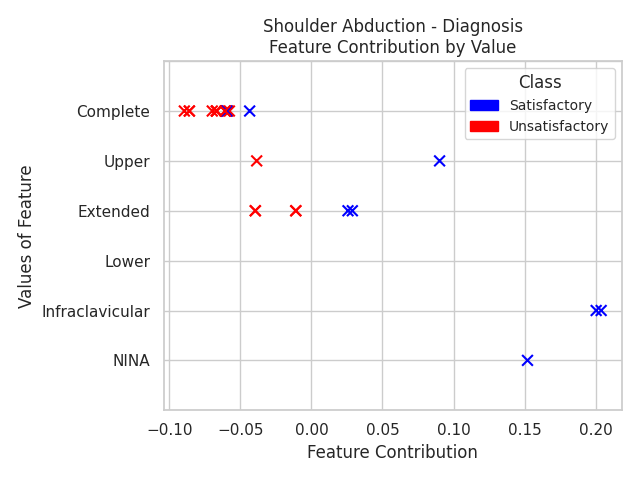 Shoulder Abduction - Diagnosis
Feature Contribution by Value
Class
Satisfactory
Unsatisfactory
Values of Feature
Complete
Upper
Extended
Lower
Infraclavicular
NINA
−0.10 −0.05 0.00 0.05 0.10 0.15 0.20
Feature Contribution